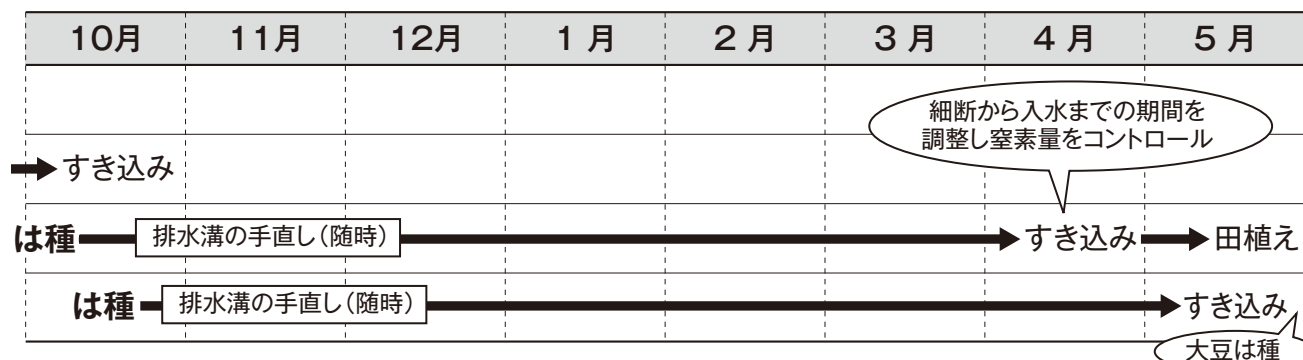 10月 11月 12月 1月 2月 3月 4月 5月
細断から入水までの期間を
調整し窒素量をコントロール
すき込み
は種 排水溝の手直し(随時) すき込み 田植え
は種 排水溝の手直し(随時) すき込み
大豆は種